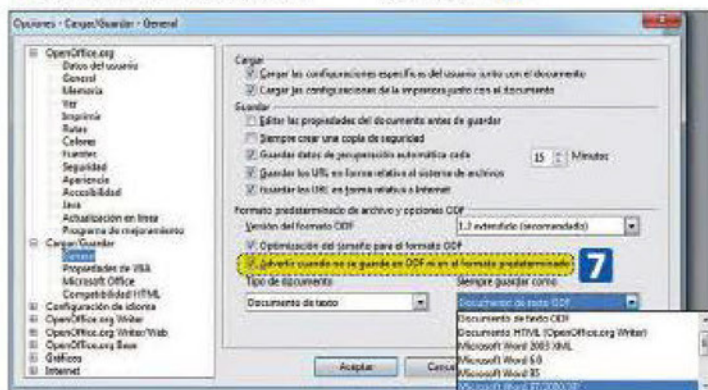 Opciones - Cargar/Guardar - General
OpenOffice.org
Datos del usuario
General
Memoria
Ver
Imprimir
Rutas
Colores
Fuentes
Seguridad
Apariencia
Accesibilidad
Java
Actualización en línea
Programa de mejoramiento
Cargar/Guardar
General
Propiedades de VBA
Microsoft Office
Compatibilidad HTML
Configuración de idioma
OpenOffice.org Writer
OpenOffice.org Writer/Web
OpenOffice.org Base
Gráficos
Internet
Cargar
Cargar las configuraciones específicas del usuario junto con el documento
Cargar las configuraciones de la impresora junto con el documento
Guardar
Editar las propiedades del documento antes de guardar
Siempre crear una copia de seguridad
Guardar datos de recuperación automática cada 15 Minutos
Guardar los URL en forma relativa al sistema de archivos
Guardar los URL en forma relativa a Internet
Formato predeterminado de archivo y opciones ODF
Versión del formato ODF 1.2 extendido (recomendado)
Optimización del tamaño para el formato ODF
Advertir cuando no se guarde en ODF ni en el formato predeterminado 7
Tipo de documento Siempre guardar como
Documento de texto Documento de texto ODF
Documento de texto ODF
Documento HTML (OpenOffice.org Writer)
Microsoft Word 2003 XML
Microsoft Word 6.0
Microsoft Word 95
Microsoft Word 97/2000/XP
Aceptar Cancel